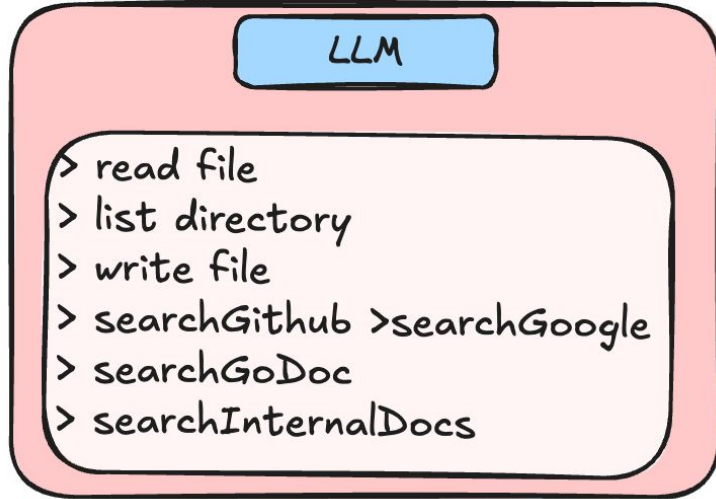 LLM
> read file
> list directory
> write file
> searchGithub >searchGoogle
> searchGoDoc
> searchInternalDocs